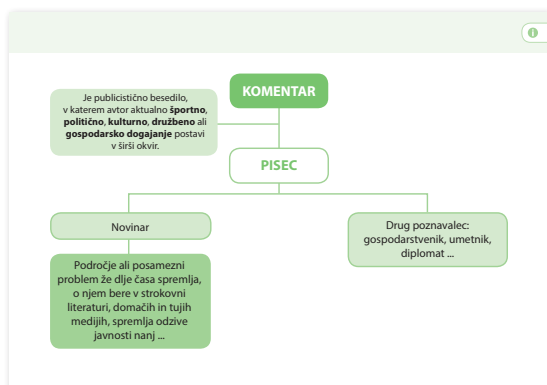 KOMENTAR
Je publicistično besedilo,
v katerem avtor aktualno športno,
politično, kulturno, družbeno ali
gospodarsko dogajanje postavi
v širši okvir.
PISEC
Novinar
Področje ali posamezni
problem že dlje časa spremlja,
o njem bere v strokovni
literaturi, domačih in tujih
medijih, spremlja odzive
javnosti nanj ...
Drug poznavalec:
gospodarstvenik, umetnik,
diplomat ...